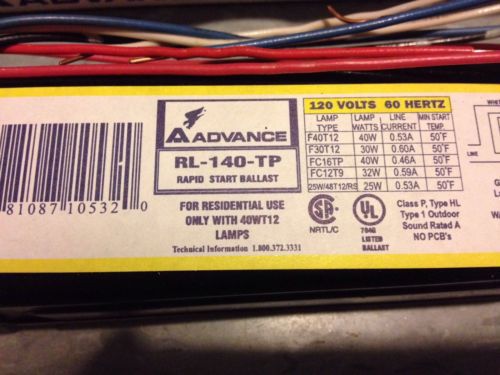 ADVANCE
81087 10532 0
ADVANCE
RL-140-TP
RAPID START BALLAST
FOR RESIDENTIAL USE
ONLY WITH 40WT12
LAMPS
Technical Information 1.800.372.3331
120 VOLTS 60 HERTZ
LAMP TYPE LAMP WATTS LINE CURRENT MIN START TEMP.
F40T12 40W 0.53A 50°F
F30T12 30W 0.60A 50°F
FC16TP 40W 0.46A 50°F
FC12T9 32W 0.59A 50°F
25W/48T12/RS 25W 0.53A 50°F
SA
NRTL/C
UL
LISTED
BALLAST
Class P, Type HL
Type 1 Outdoor
Sound Rated A
NO PCB's
LINE